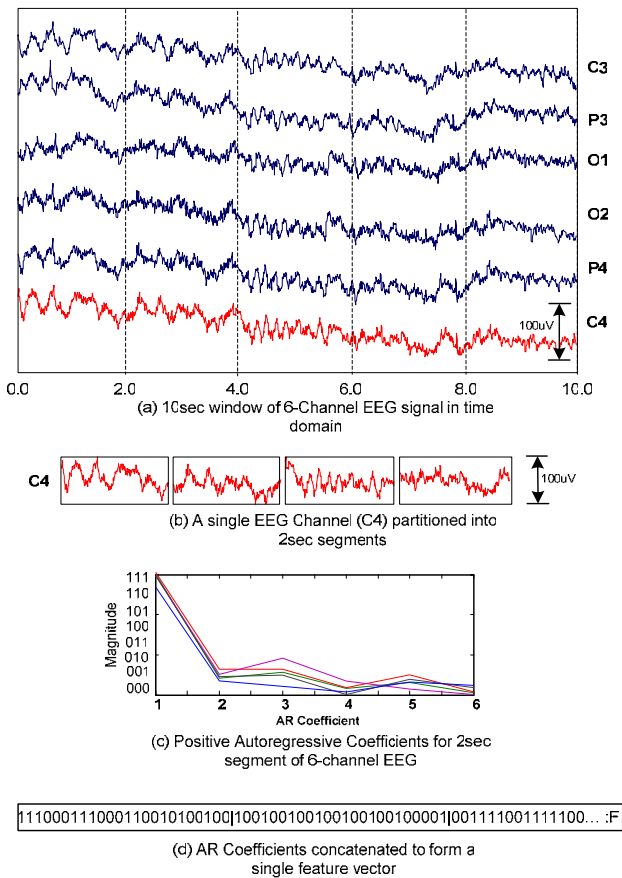 C3
P3
O1
O2
P4
C4
100uV
0.0 2.0 4.0 6.0 8.0 10.0
(a) 10sec window of 6-Channel EEG signal in time
domain
C4
100uV
(b) A single EEG Channel (C4) partitioned into
2sec segments
Magnitude
111
110
101
100
011
010
001
000
1 2 3 4 5 6
AR Coefficient
(c) Positive Autoregressive Coefficients for 2sec
segment of 6-channel EEG
111000111000110010100100|100100100100100100100001|001111001111100... :F
(d) AR Coefficients concatenated to form a
single feature vector